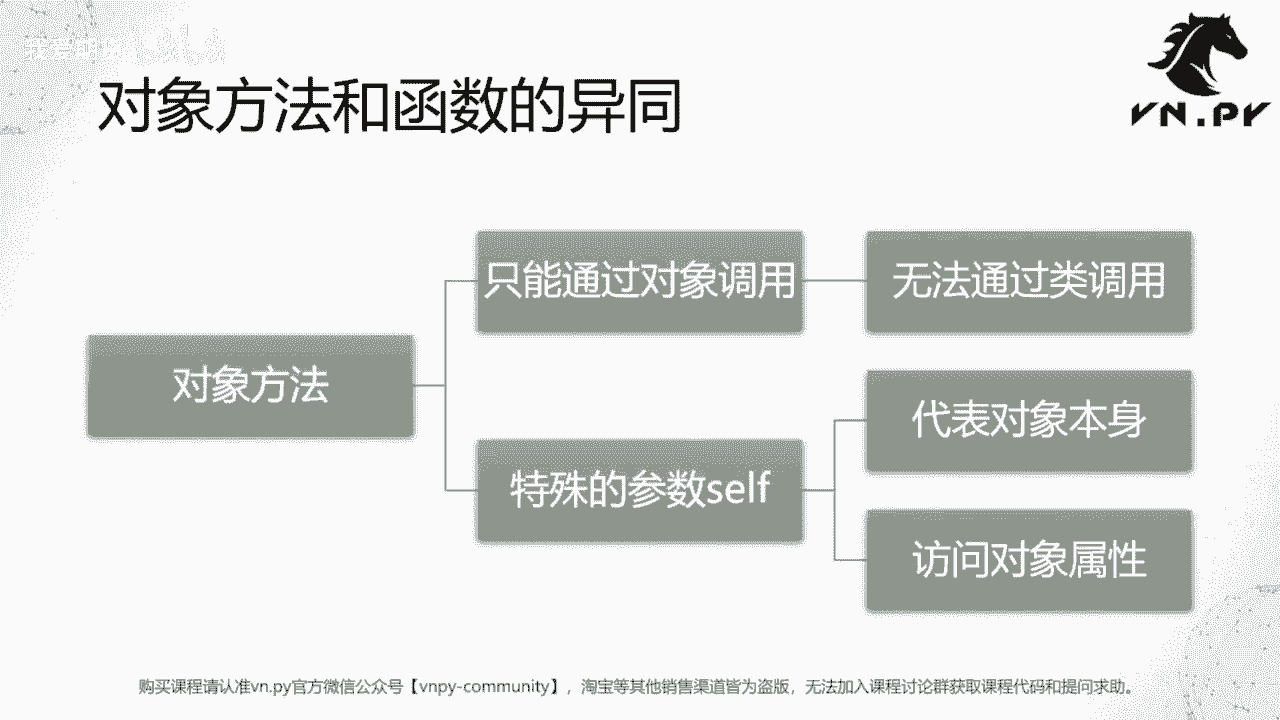 对象方法和函数的异同
VN.PY
只能通过对象调用
无法通过类调用
对象方法
代表对象本身
特殊的参数self
访问对象属性
购买课程请认准vn.py官方微信公众号【vnpy-community】，淘宝等其他销售渠道皆为盗版，无法加入课程讨论群获取课程代码和提问求助。